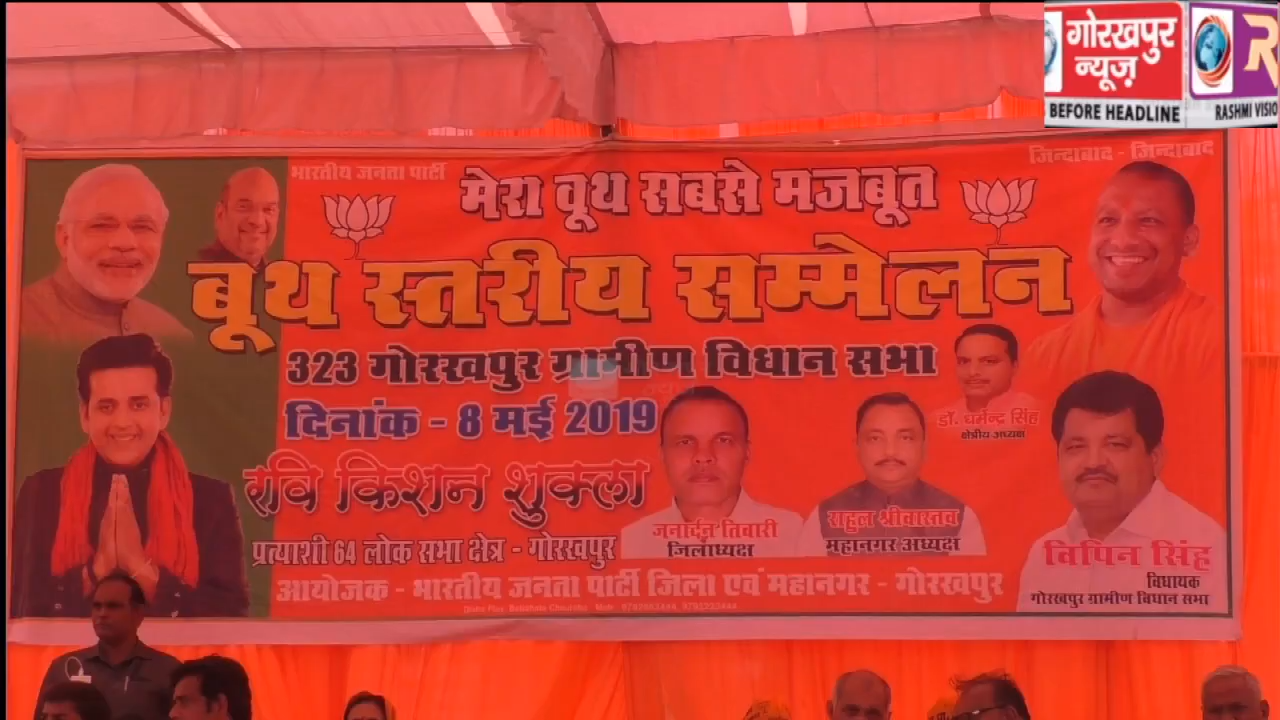 गोरखपुर
न्यूज़
BEFORE HEADLINE
R
RASHMI VISIO
भारतीय जनता पार्टी
जिन्दाबाद - जिन्दाबाद
मेरा वूथ सबसे मजबूत
बूथ स्तरीय सम्मेलन
323 गोरखपुर ग्रामीण विधान सभा
दिनांक - 8 मई 2019
डॉ. धर्मेन्द्र सिंह
क्षेत्रीय अध्यक्ष
रवि किशन शुक्ला
जनार्दन तिवारी
जिलाध्यक्ष
राहुल श्रीवास्तव
महानगर अध्यक्ष
प्रत्याशी 64 लोक सभा क्षेत्र - गोरखपुर
विपिन सिंह
विधायक
गोरखपुर ग्रामीण विधान सभा
आयोजक - भारतीय जनता पार्टी जिला एवं महानगर - गोरखपुर